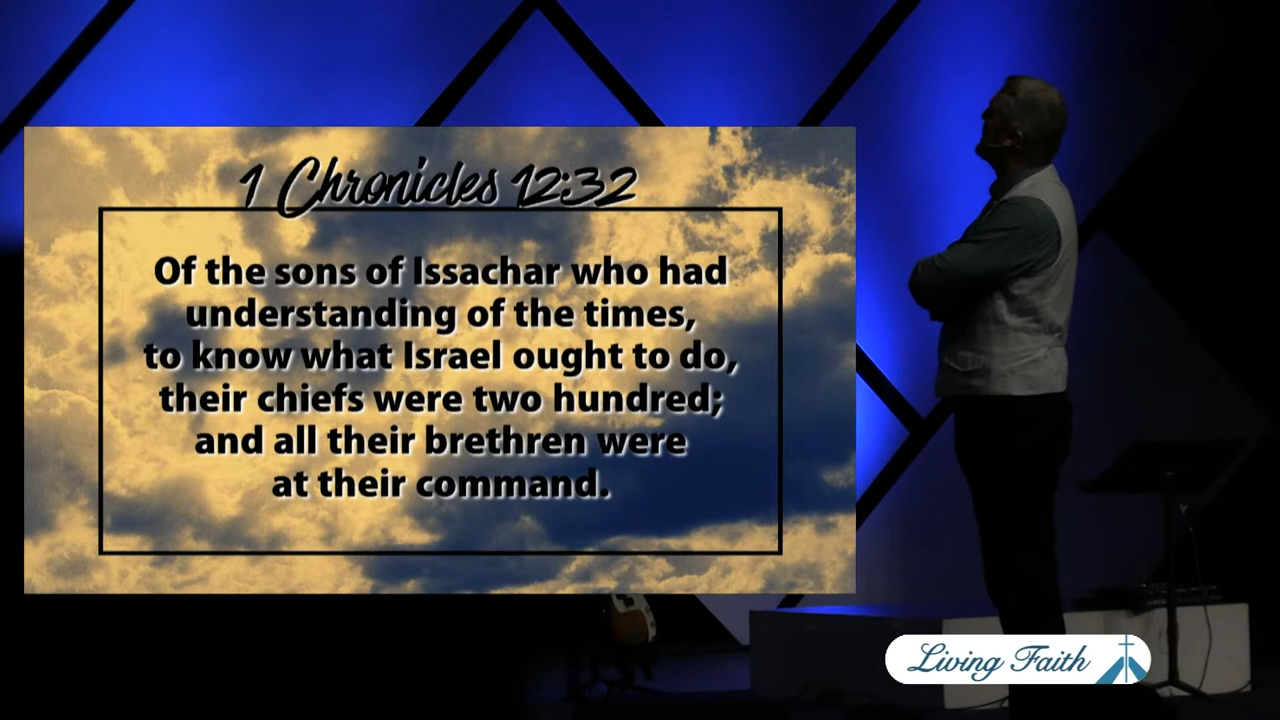 1 Chronicles 12:32
Of the sons of Issachar who had
understanding of the times,
to know what Israel ought to do,
their chiefs were two hundred;
and all their brethren were
at their command.
Living Faith